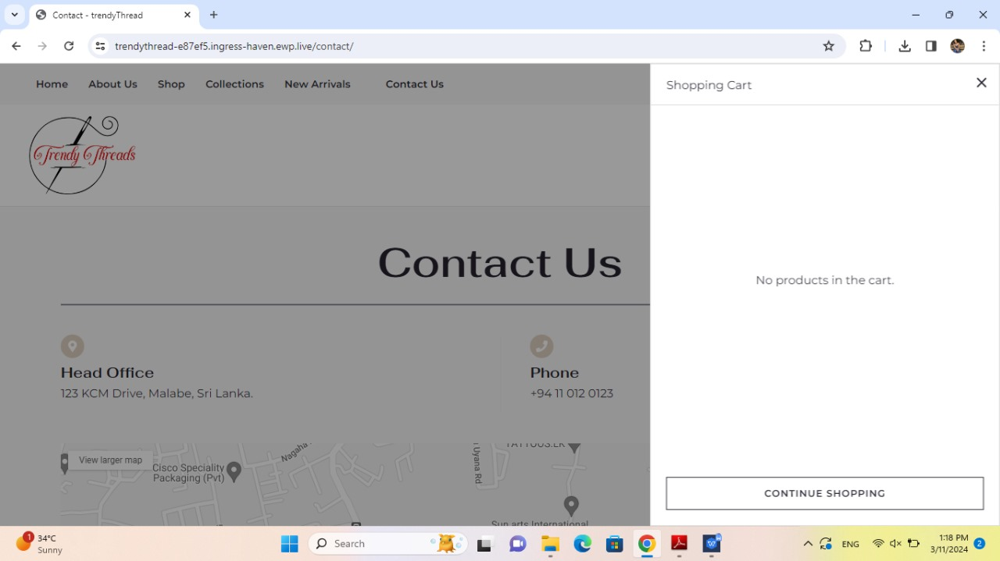 Contact - trendyThread
trendythread-e87ef5.ingress-haven.ewp.live/contact/
Home About Us Shop Collections New Arrivals Contact Us
Shopping Cart
Trendy Threads
Contact Us
No products in the cart.
Head Office
123 KCM Drive, Malabe, Sri Lanka.
Phone
+94 11 012 0123
View larger map
Cisco Speciality
Packaging (Pvt)
Nagaha
Uyana Rd
TATTOOS.LK
Sun arts International
CONTINUE SHOPPING
1
34°C
Sunny
Search
ENG
1:18 PM
3/11/2024
2